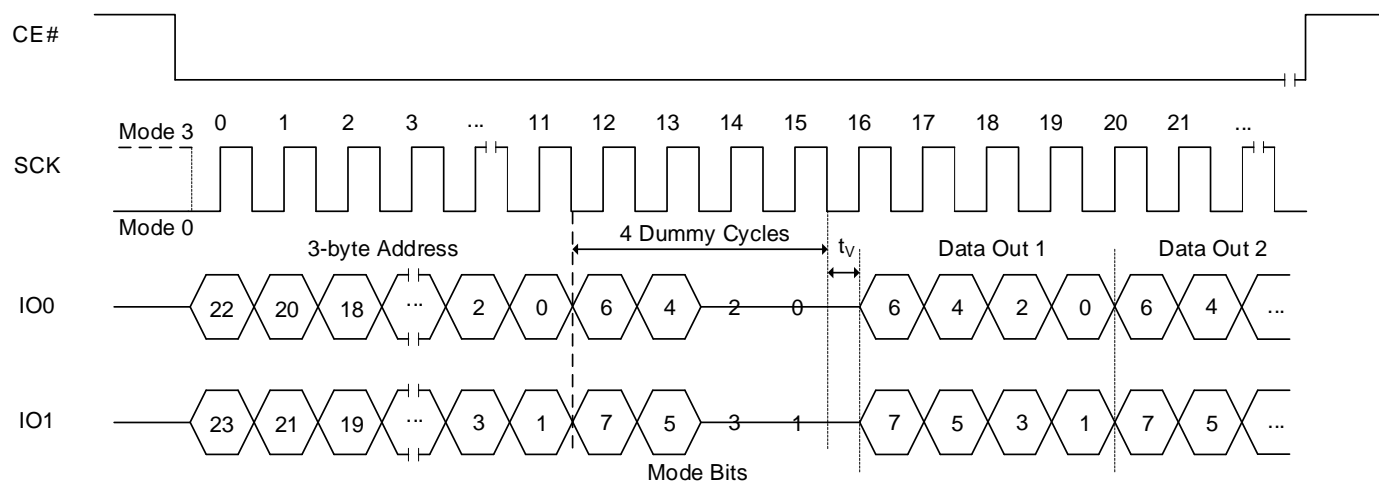 CE#
0 1 2 3 ... 11 12 13 14 15 16 17 18 19 20 21 ...
Mode 3
SCK
Mode 0
3-byte Address 4 Dummy Cycles tV Data Out 1 Data Out 2
IO0 22 20 18 ... 2 0 6 4 2 0 6 4 2 0 6 4 ...
IO1 23 21 19 ... 3 1 7 5 3 1 7 5 3 1 7 5 ...
Mode Bits